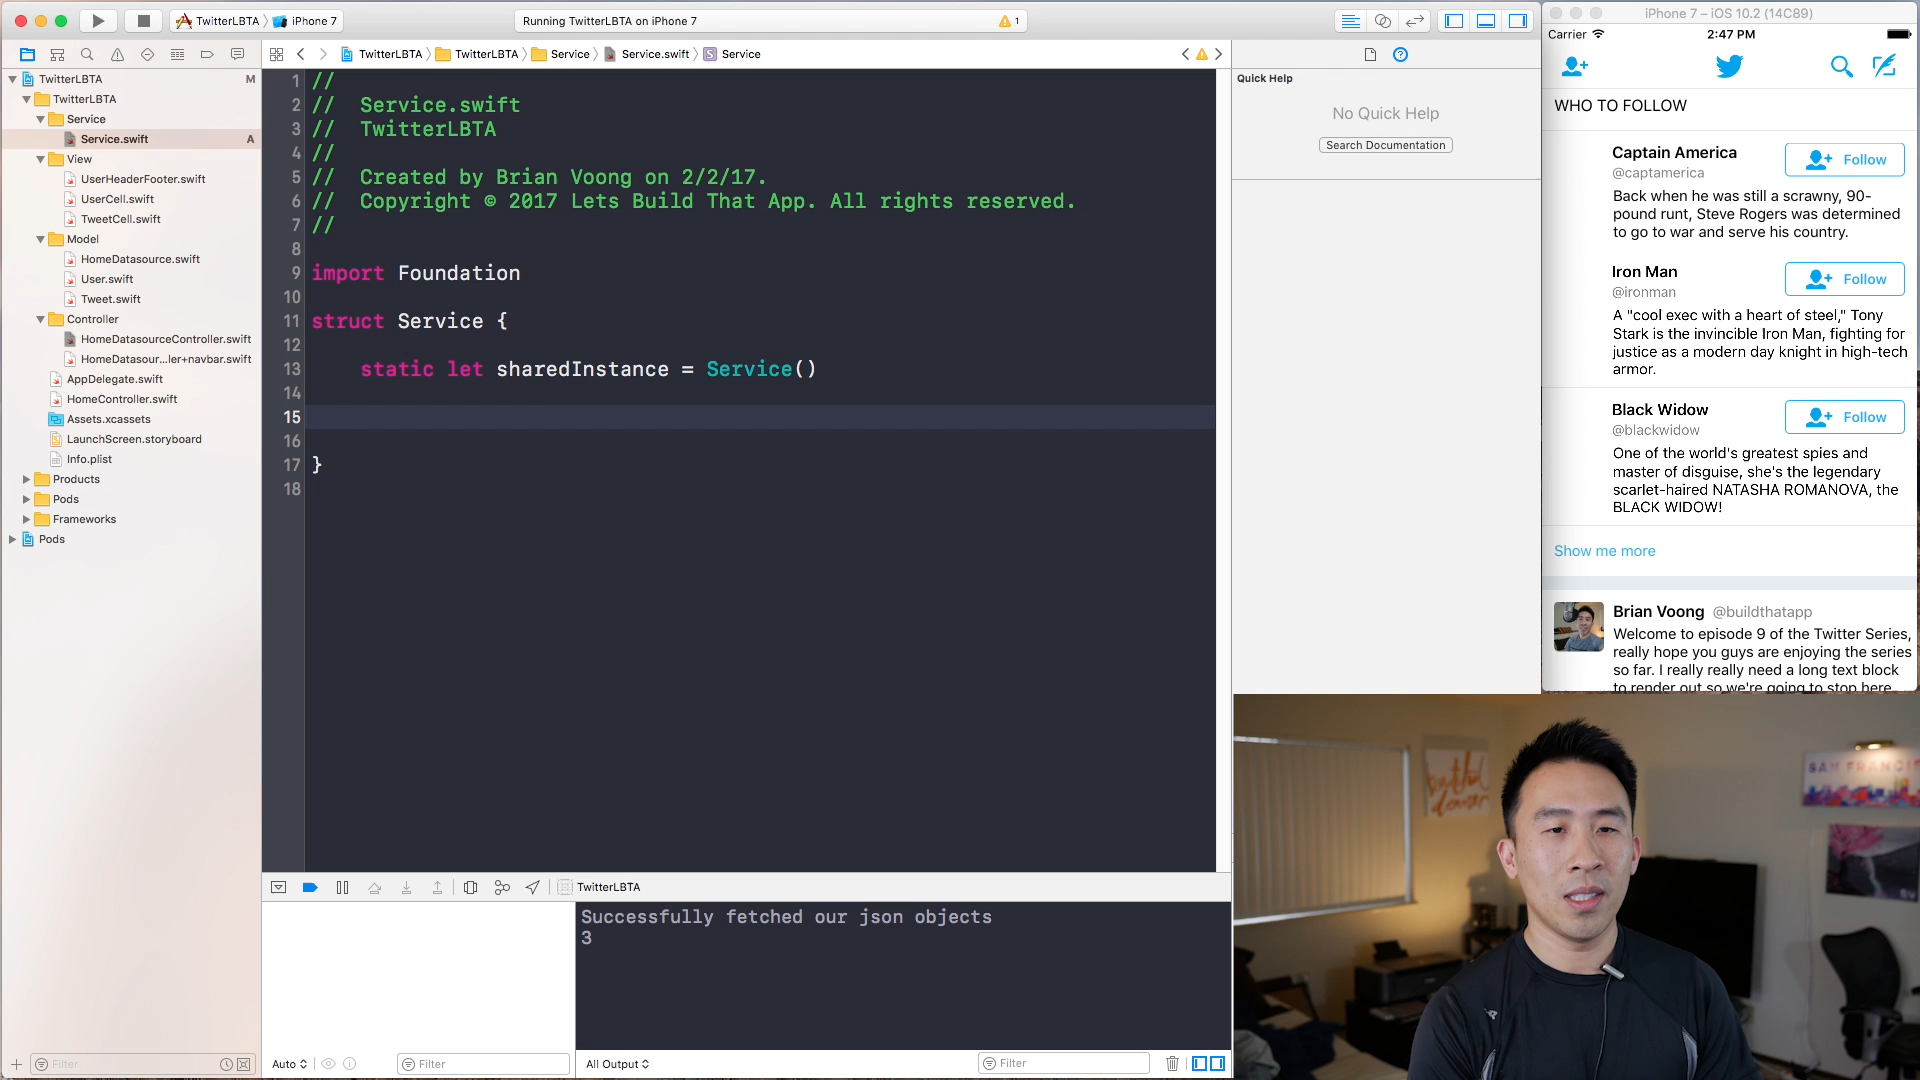 TwitterLBTA
iPhone 7
Running TwitterLBTA on iPhone 7
1
TwitterLBTA
TwitterLBTA
Service
Service.swift
Service
TwitterLBTA M
TwitterLBTA
Service
Service.swift A
View
UserHeaderFooter.swift
UserCell.swift
TweetCell.swift
Model
HomeDatasource.swift
User.swift
Tweet.swift
Controller
HomeDatasourceController.swift
HomeDatasour...ler+navbar.swift
AppDelegate.swift
HomeController.swift
Assets.xcassets
LaunchScreen.storyboard
Info.plist
Products
Pods
Frameworks
Pods
Filter
1 //
2 // Service.swift
3 // TwitterLBTA
4 //
5 // Created by Brian Voong on 2/2/17.
6 // Copyright © 2017 Lets Build That App. All rights reserved.
7 //
8
9 import Foundation
10
11 struct Service {
12
13 static let sharedInstance = Service()
14
15
16
17 }
18
TwitterLBTA
Successfully fetched our json objects
3
Auto
Filter
All Output
Filter
Quick Help
No Quick Help
Search Documentation
iPhone 7 – iOS 10.2 (14C89)
Carrier
2:47 PM
WHO TO FOLLOW
Captain America
@captamerica
Follow
Back when he was still a scrawny, 90-
pound runt, Steve Rogers was determined
to go to war and serve his country.
Iron Man
@ironman
Follow
A "cool exec with a heart of steel," Tony
Stark is the invincible Iron Man, fighting for
justice as a modern day knight in high-tech
armor.
Black Widow
@blackwidow
Follow
One of the world's greatest spies and
master of disguise, she's the legendary
scarlet-haired NATASHA ROMANOVA, the
BLACK WIDOW!
Show me more
Brian Voong @buildthatapp
Welcome to episode 9 of the Twitter Series,
really hope you guys are enjoying the series
so far. I really really need a long text block
to render out so we're going to stop here
SAN FRANCIS